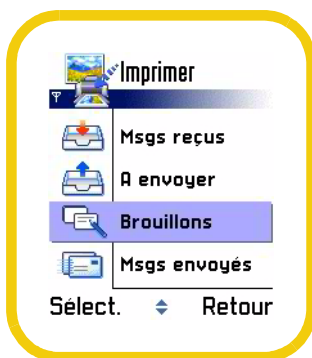 Imprimer
Msgs reçus
A envoyer
Brouillons
Msgs envoyés
Sélect. Retour